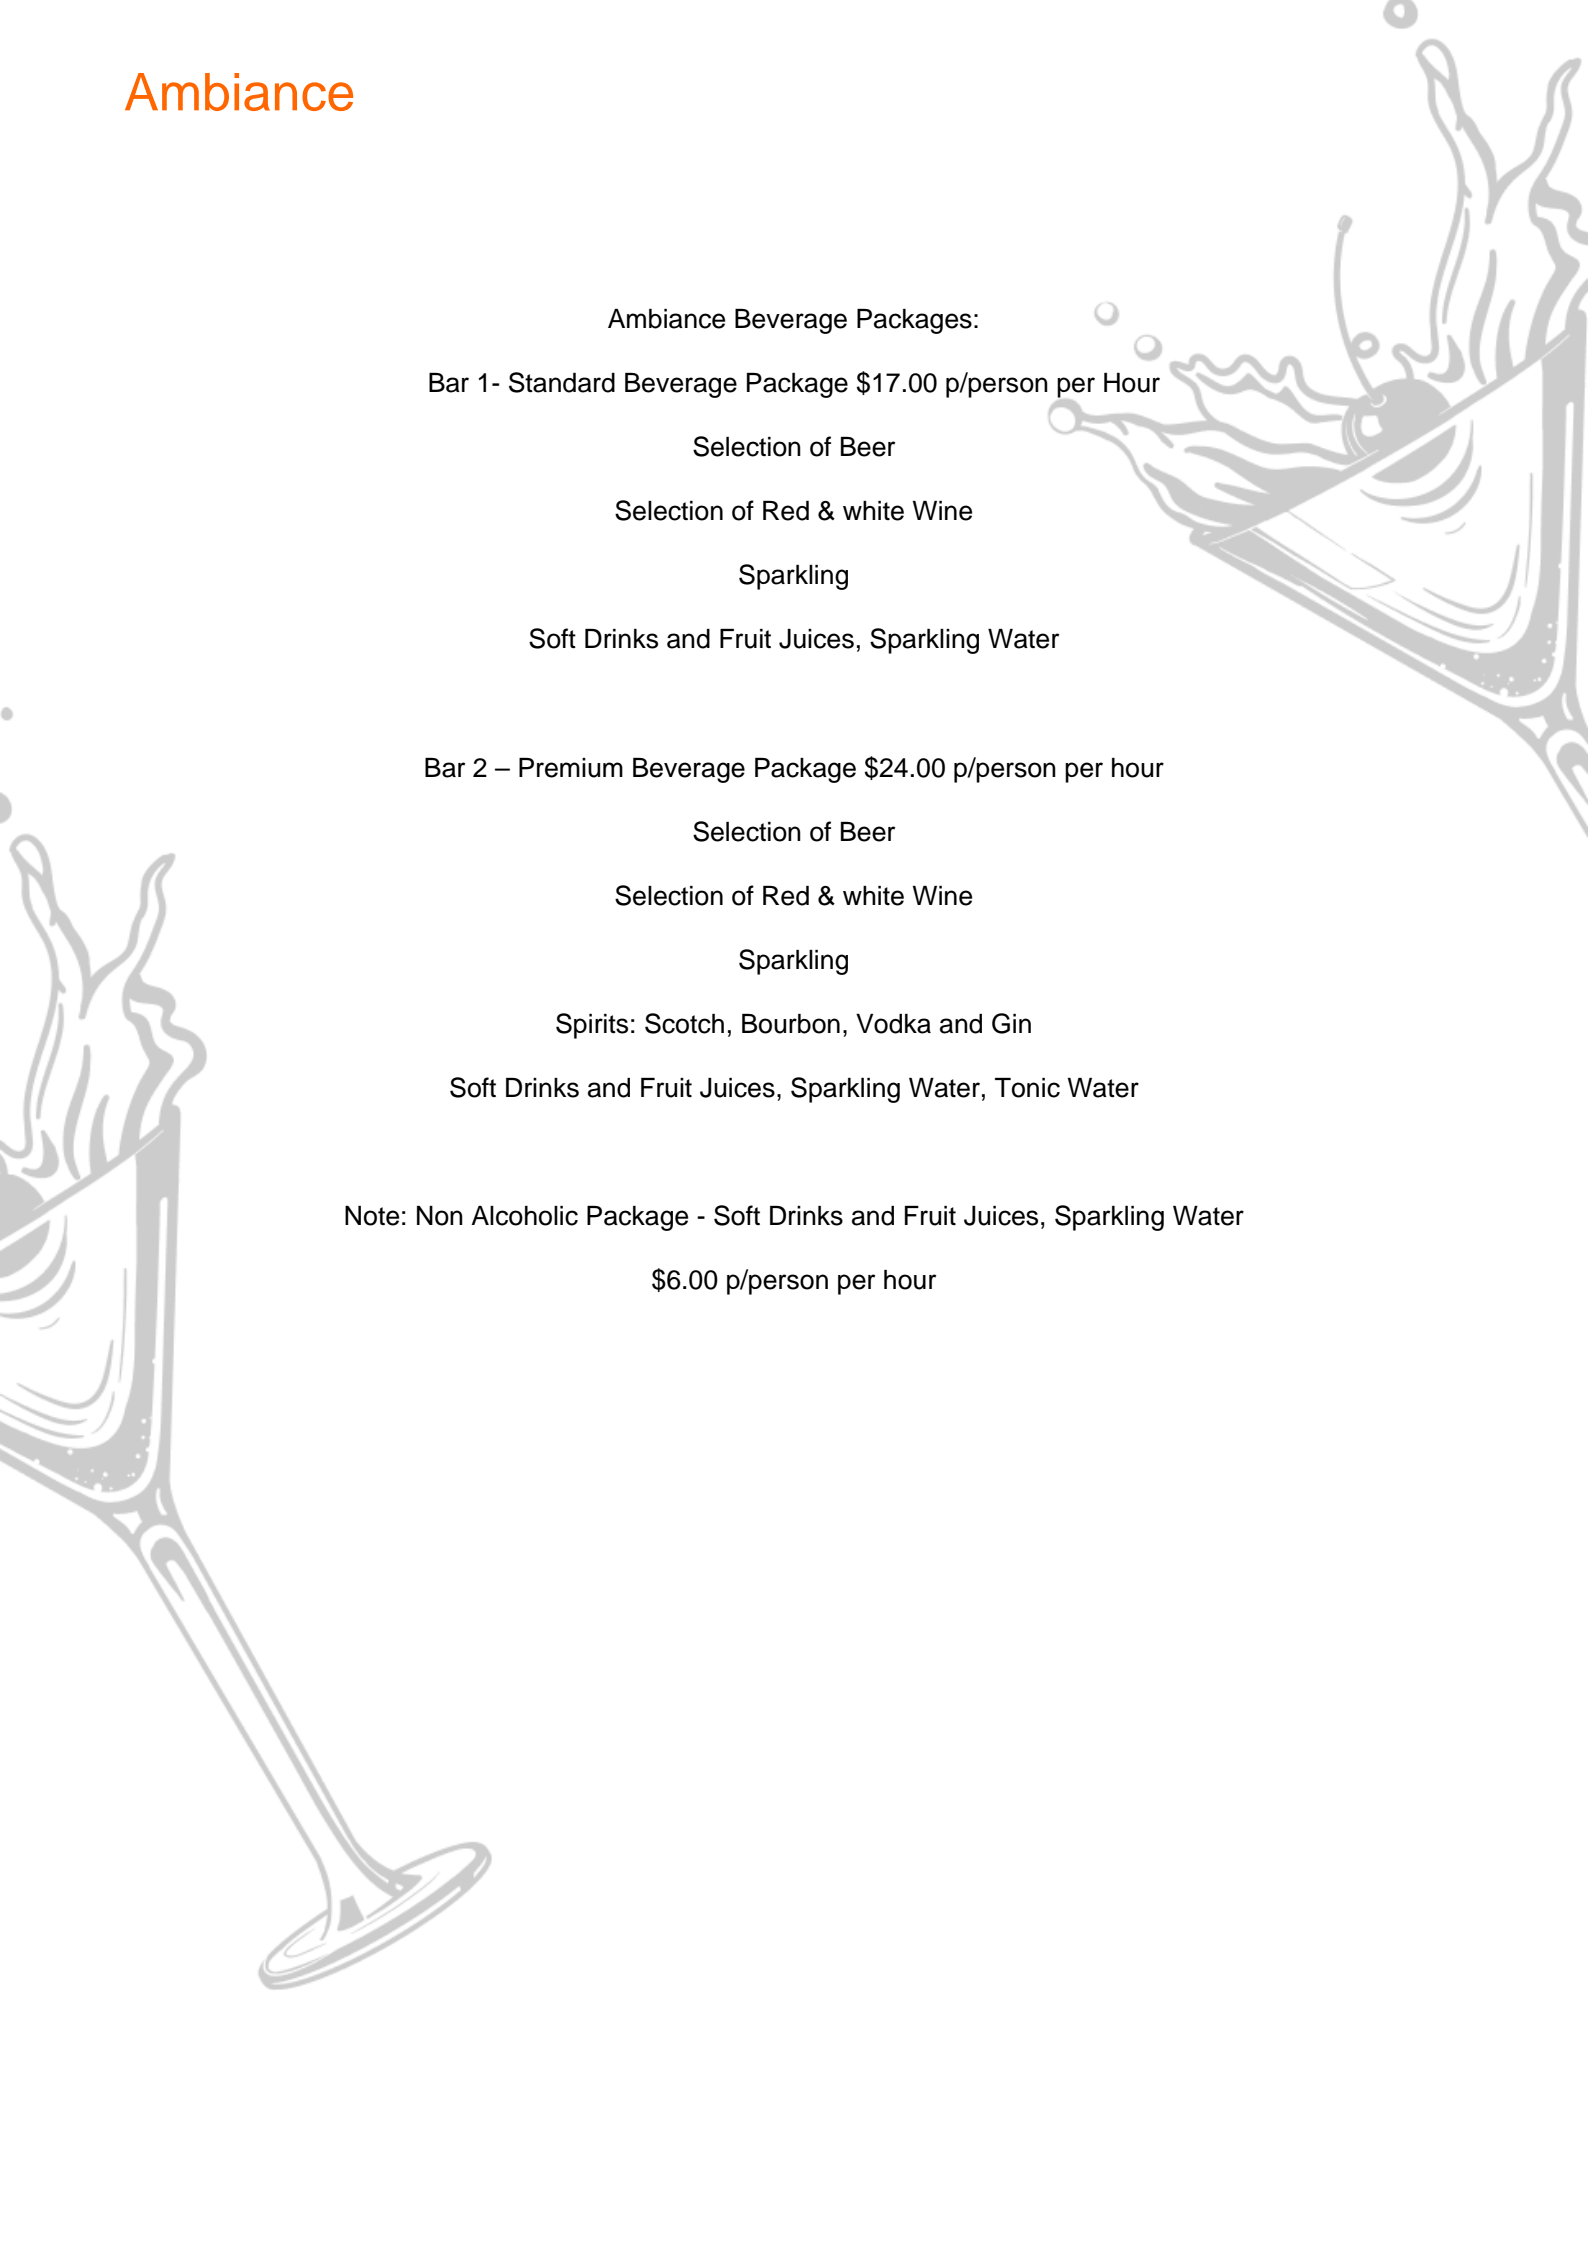 Ambiance
Ambiance Beverage Packages:
Bar 1- Standard Beverage Package $17.00 p/person per Hour
Selection of Beer
Selection of Red & white Wine
Sparkling
Soft Drinks and Fruit Juices, Sparkling Water
Bar 2 – Premium Beverage Package $24.00 p/person per hour
Selection of Beer
Selection of Red & white Wine
Sparkling
Spirits: Scotch, Bourbon, Vodka and Gin
Soft Drinks and Fruit Juices, Sparkling Water, Tonic Water
Note: Non Alcoholic Package - Soft Drinks and Fruit Juices, Sparkling Water
$6.00 p/person per hour